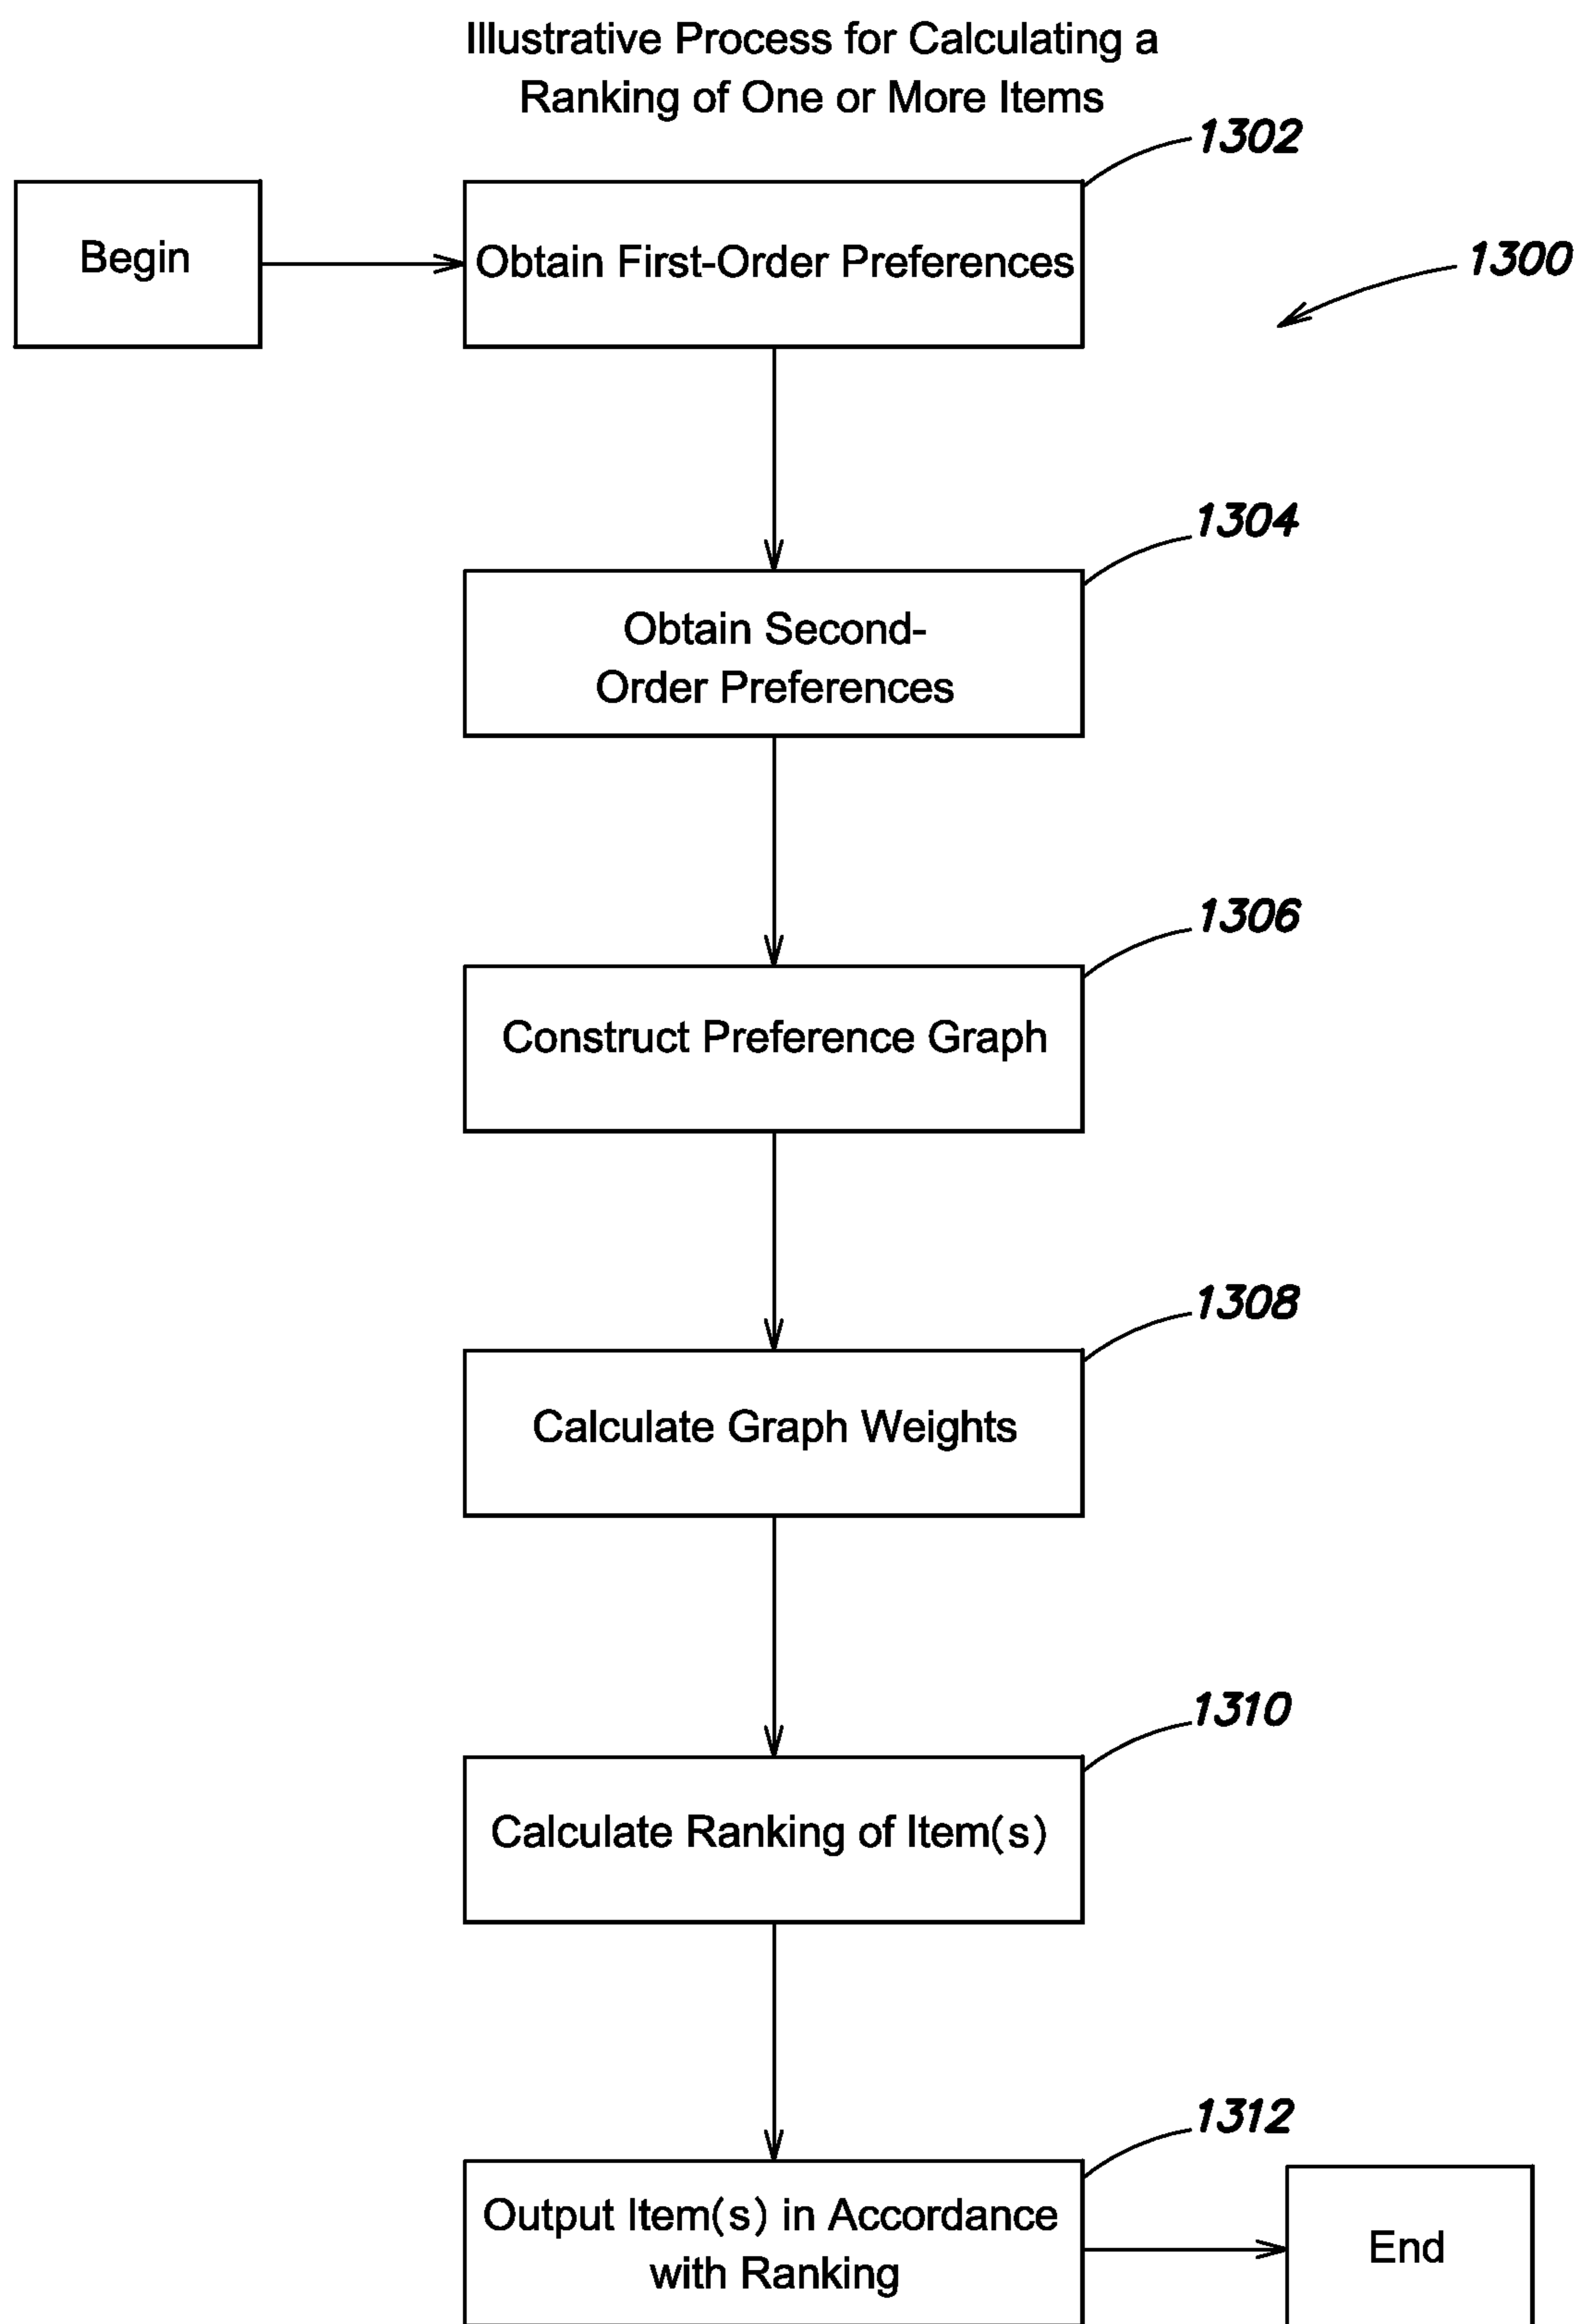 Illustrative Process for Calculating a
Ranking of One or More Items
1302
Begin
Obtain First-Order Preferences
1300
1304
Obtain Second-
Order Preferences
1306
Construct Preference Graph
1308
Calculate Graph Weights
1310
Calculate Ranking of Item(s)
1312
Output Item(s) in Accordance
with Ranking
End